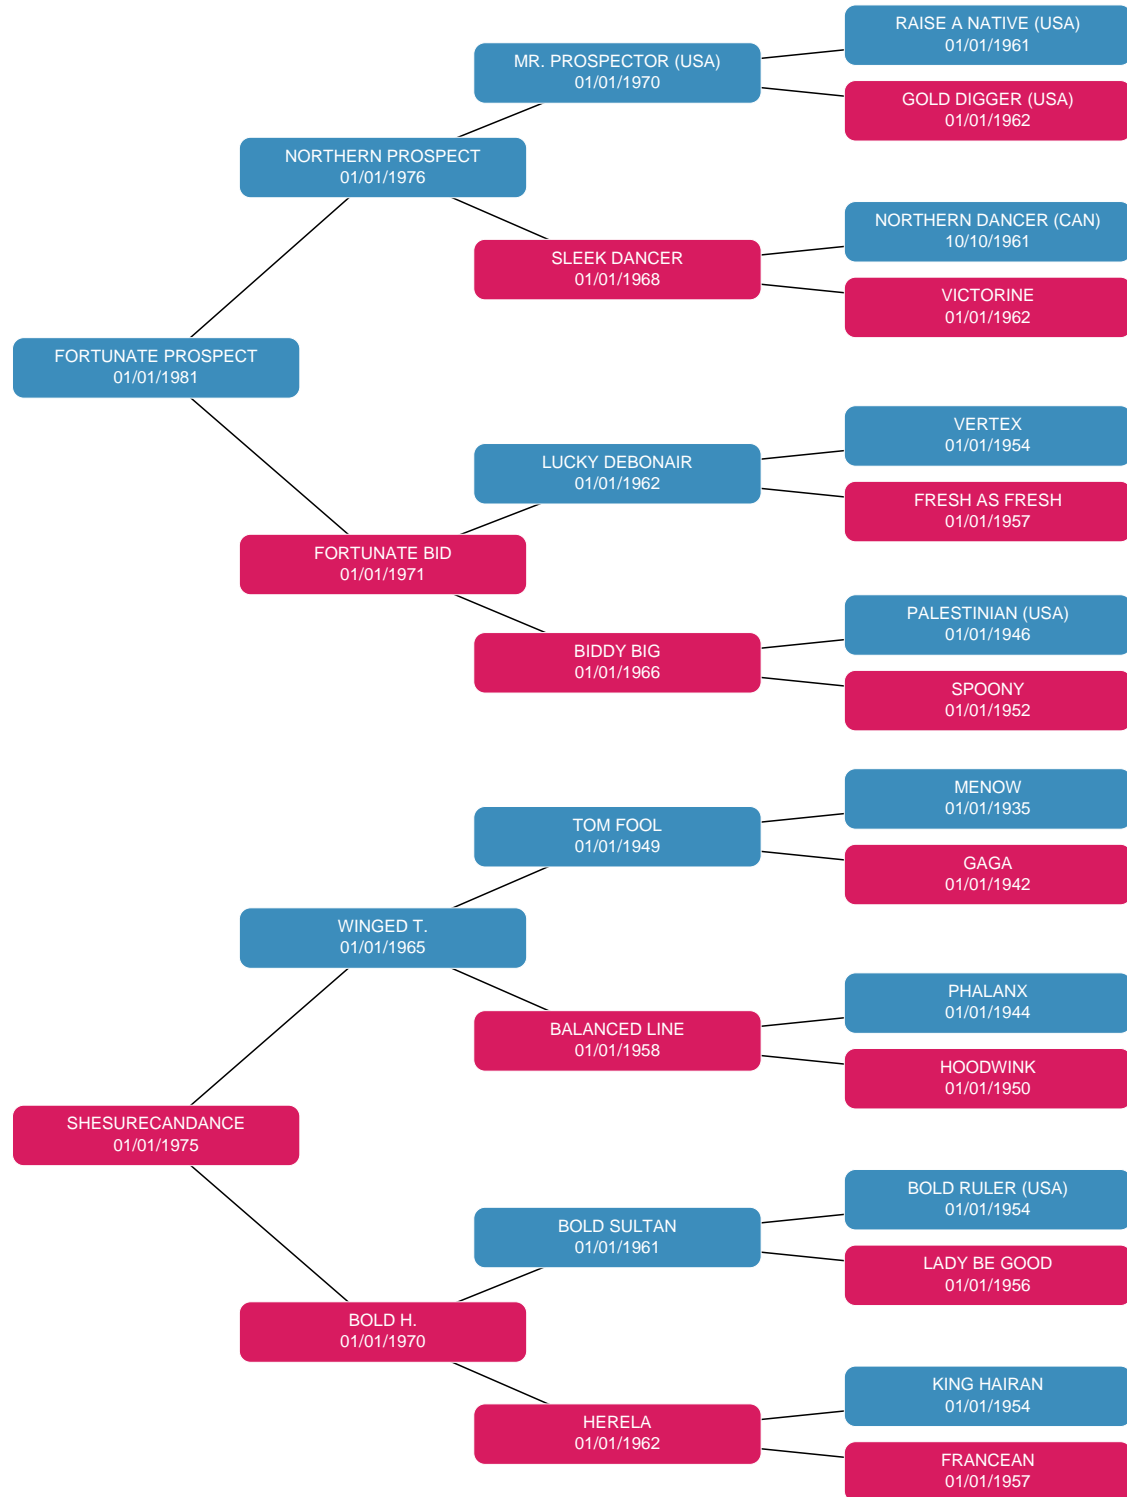 RAISE A NATIVE (USA)
01/01/1961
MR. PROSPECTOR (USA)
01/01/1970
GOLD DIGGER (USA)
01/01/1962
NORTHERN PROSPECT
01/01/1976
NORTHERN DANCER (CAN)
10/10/1961
SLEEK DANCER
01/01/1968
VICTORINE
01/01/1962
FORTUNATE PROSPECT
01/01/1981
VERTEX
01/01/1954
LUCKY DEBONAIR
01/01/1962
FRESH AS FRESH
01/01/1957
FORTUNATE BID
01/01/1971
PALESTINIAN (USA)
01/01/1946
BIDDY BIG
01/01/1966
SPOONY
01/01/1952
MENOW
01/01/1935
TOM FOOL
01/01/1949
GAGA
01/01/1942
WINGED T.
01/01/1965
PHALANX
01/01/1944
BALANCED LINE
01/01/1958
HOODWINK
01/01/1950
SHESURECANDANCE
01/01/1975
BOLD RULER (USA)
01/01/1954
BOLD SULTAN
01/01/1961
LADY BE GOOD
01/01/1956
BOLD H.
01/01/1970
KING HAIRAN
01/01/1954
HERELA
01/01/1962
FRANCEAN
01/01/1957